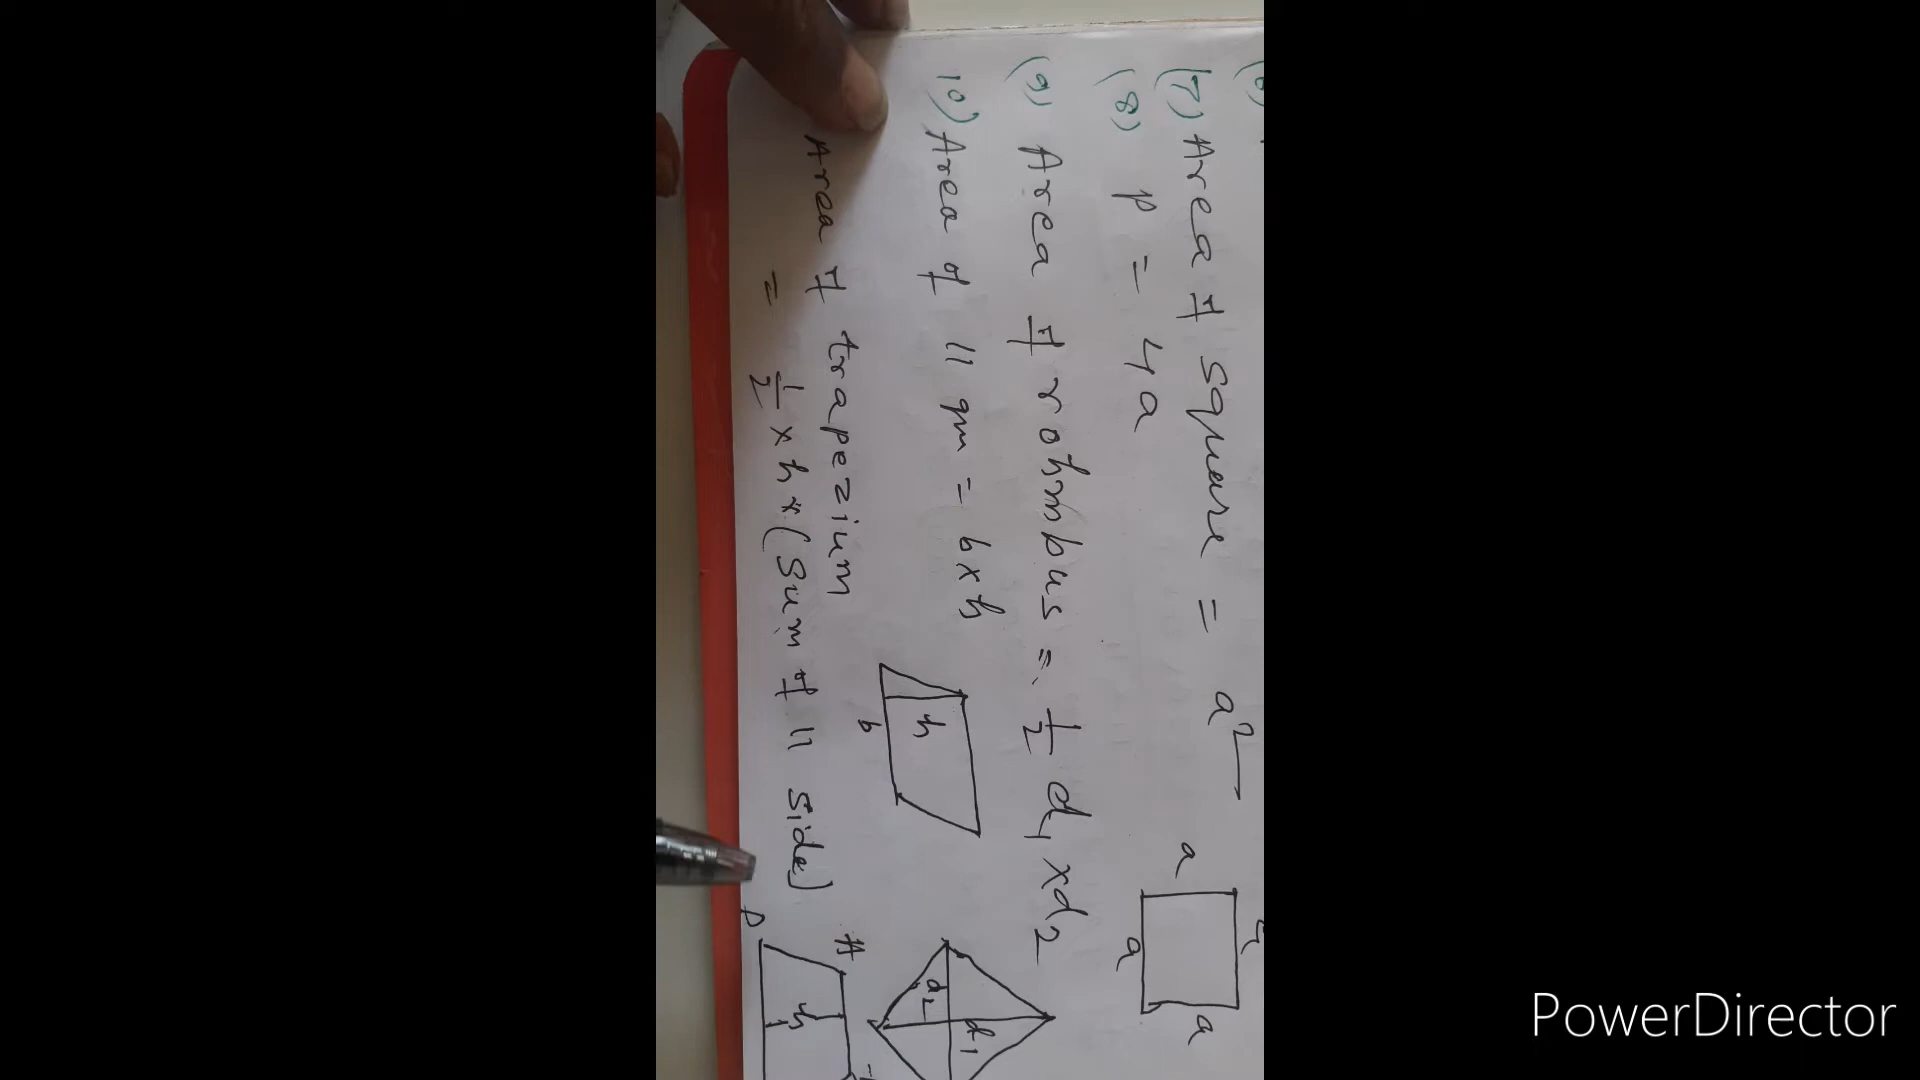 (7) Area of square = a²
a
a
a
(8) P = 4a
(9) Area of rohmbus = 1/2 d1 x d2
d1
d2
10) Area of || gm = b x h
h
b
Area of trapezium
= 1/2 x h x (Sum of || side)
A
D
h
PowerDirector